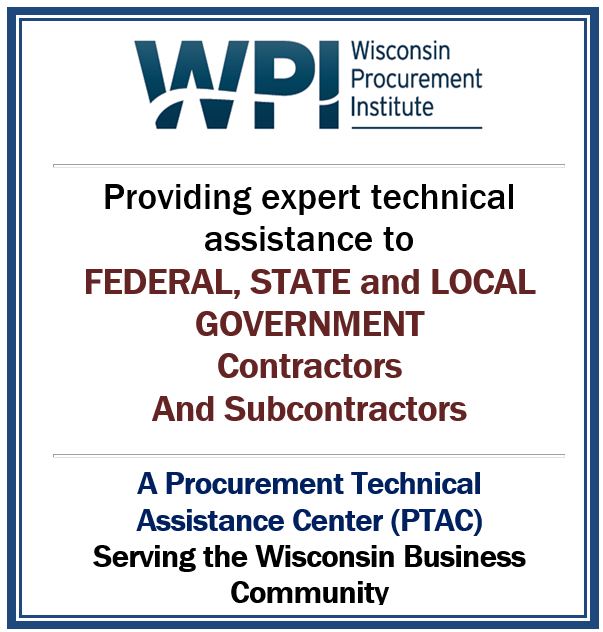 WPI
Wisconsin
Procurement
Institute
Providing expert technical
assistance to
FEDERAL, STATE and LOCAL
GOVERNMENT
Contractors
And Subcontractors
A Procurement Technical
Assistance Center (PTAC)
Serving the Wisconsin Business
Community